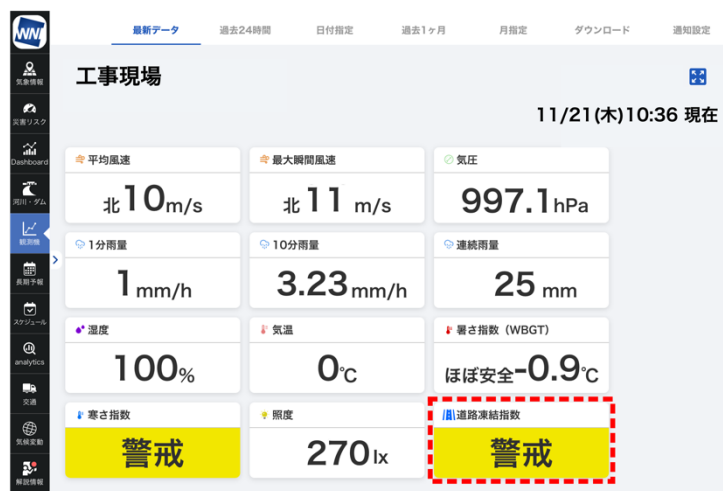 WNI
最新データ
過去24時間
日付指定
過去1ヶ月
月指定
ダウンロード
通知設定
気象情報
災害リスク
Dashboard
河川・ダム
観測機
長期予報
スケジュール
analytics
交通
気候変動
解説情報
工事現場
11/21(木)10:36 現在
平均風速
北10m/s
最大瞬間風速
北11 m/s
気圧
997.1hPa
1分雨量
1mm/h
10分雨量
3.23mm/h
連続雨量
25 mm
湿度
100%
気温
0℃
暑さ指数（WBGT）
ほぼ安全-0.9℃
寒さ指数
警戒
照度
270lx
道路凍結指数
警戒